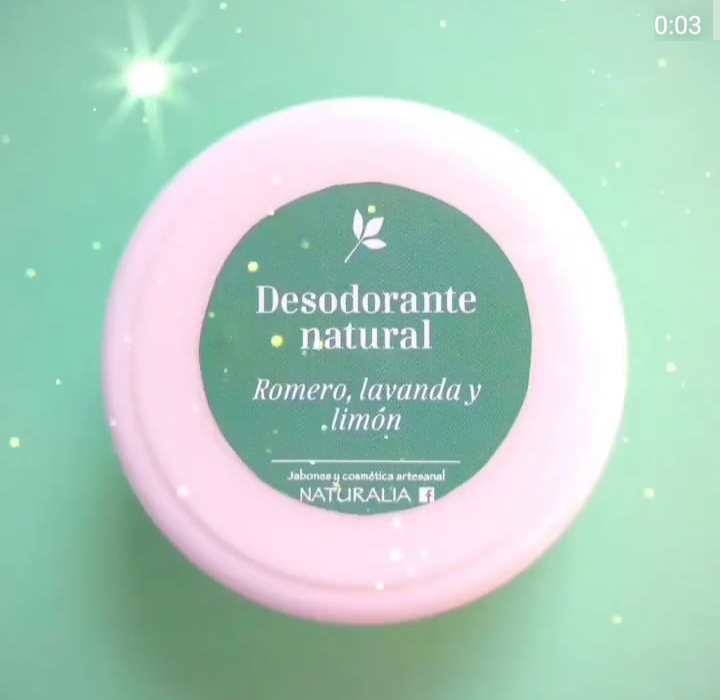 0:03
Desodorante
natural
Romero, lavanda y
limón
Jabones y cosmética artesanal
NATURALIA f